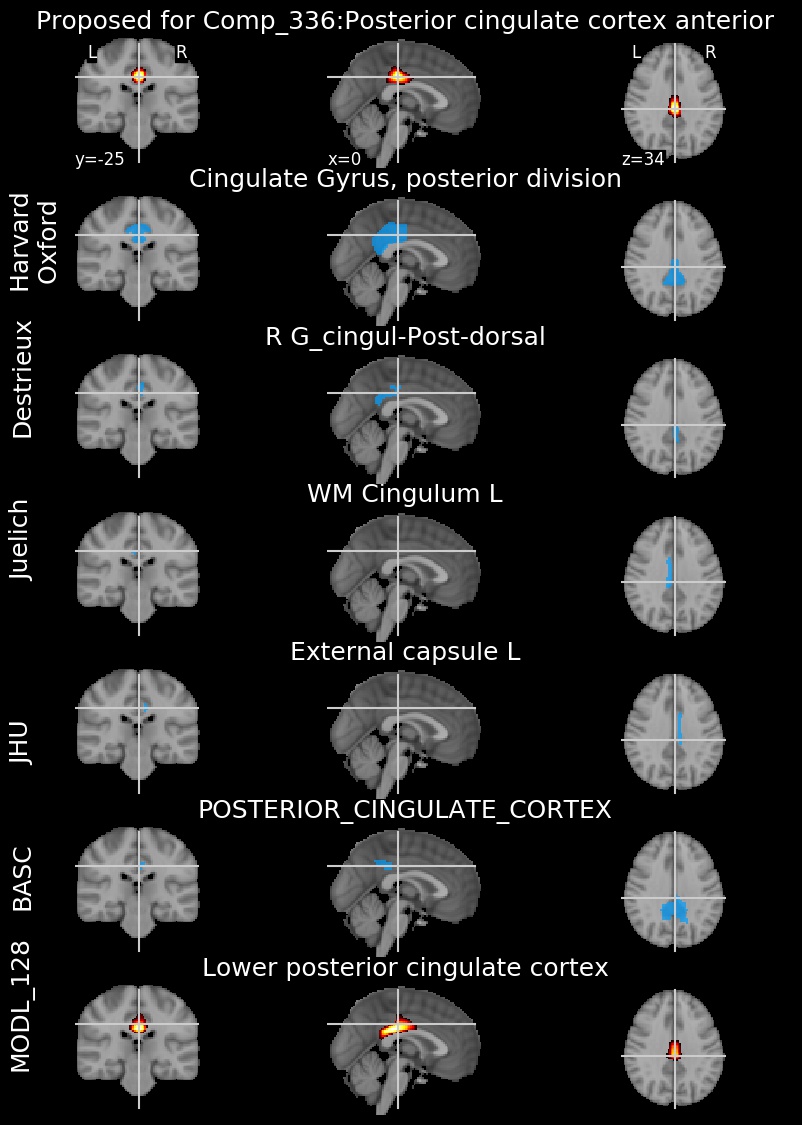 Proposed for Comp_336:Posterior cingulate cortex anterior
L R L R
y=-25 x=0 z=34
Cingulate Gyrus, posterior division
Harvard
Oxford
R G_cingul-Post-dorsal
Destrieux
WM Cingulum L
Juelich
External capsule L
JHU
POSTERIOR_CINGULATE_CORTEX
BASC
Lower posterior cingulate cortex
MODL_128